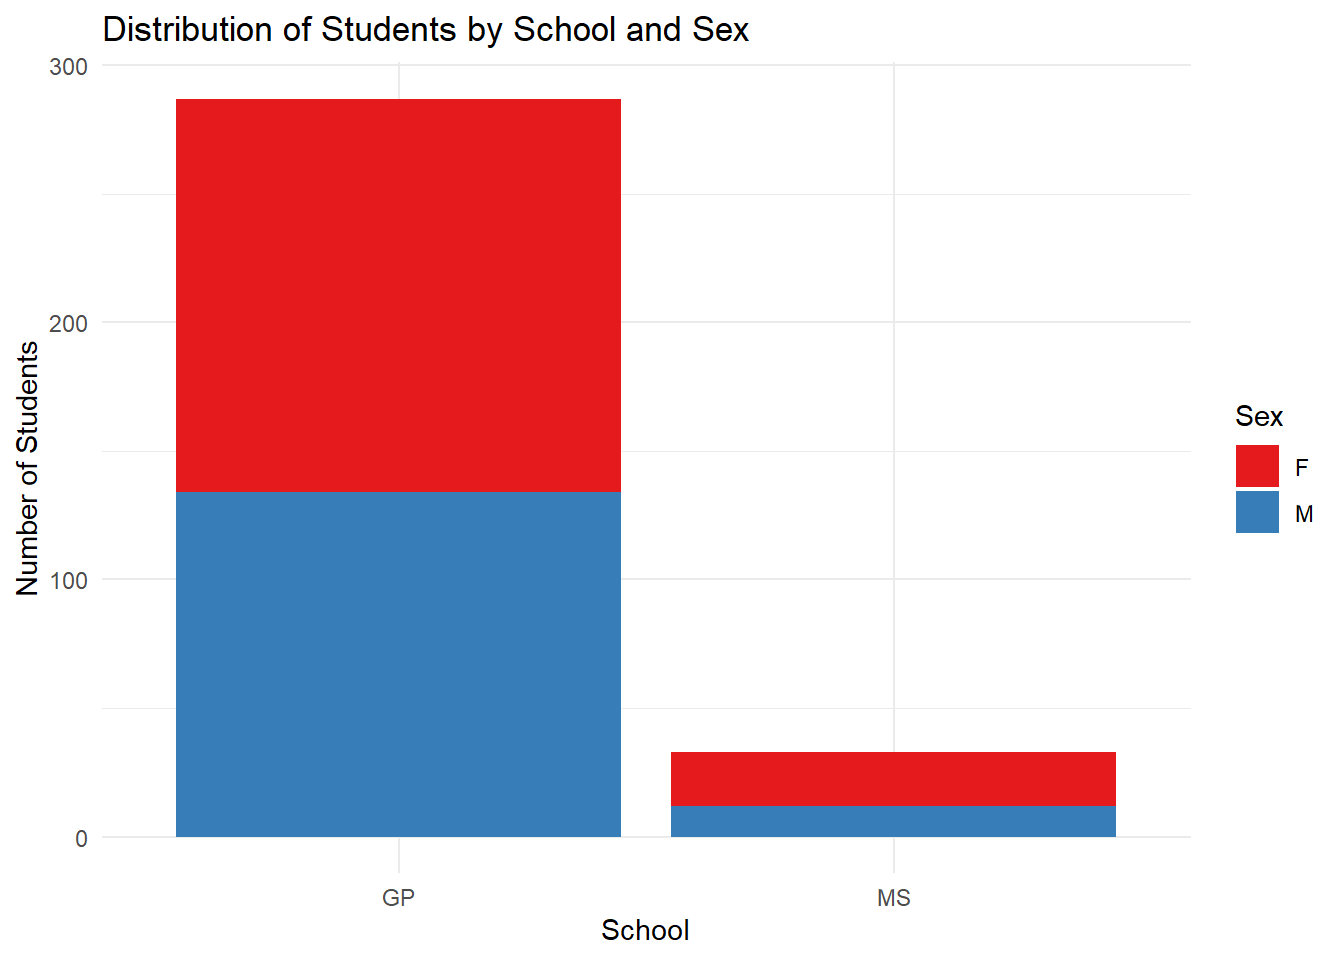 Distribution of Students by School and Sex
300
200
100
0
Number of Students
GP
MS
School
Sex
F
M